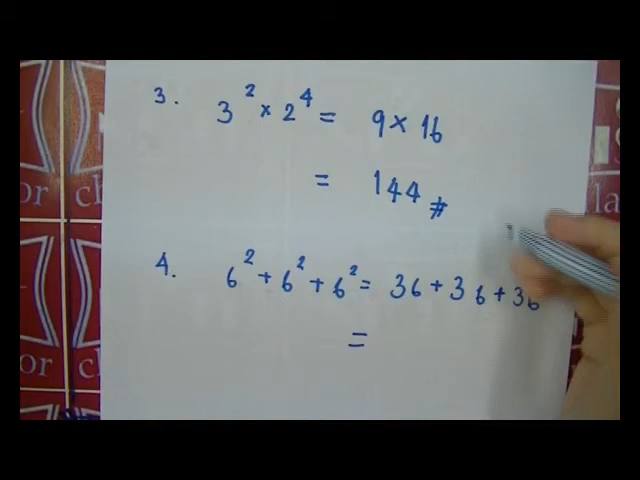 3. 3² × 2⁴ = 9 × 16
= 144 #
4. 6² + 6² + 6² = 36 + 36 + 36
=